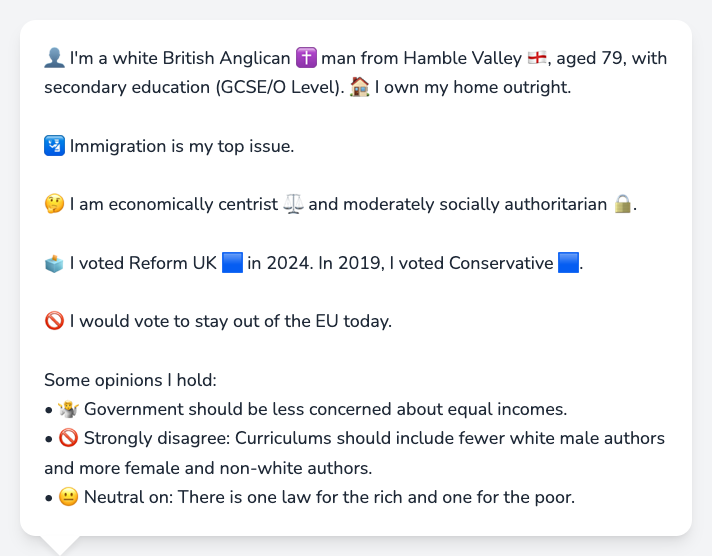 👤 I'm a white British Anglican ✝️ man from Hamble Valley 🏴󠁧󠁢󠁥󠁮󠁧󠁿, aged 79, with
secondary education (GCSE/O Level). 🏠 I own my home outright.
🛂 Immigration is my top issue.
🤔 I am economically centrist ⚖️ and moderately socially authoritarian 🔒.
🗳️ I voted Reform UK 🟦 in 2024. In 2019, I voted Conservative 🟦.
🚫 I would vote to stay out of the EU today.
Some opinions I hold:
• 🤷 Government should be less concerned about equal incomes.
• 🚫 Strongly disagree: Curriculums should include fewer white male authors
and more female and non-white authors.
• 😐 Neutral on: There is one law for the rich and one for the poor.